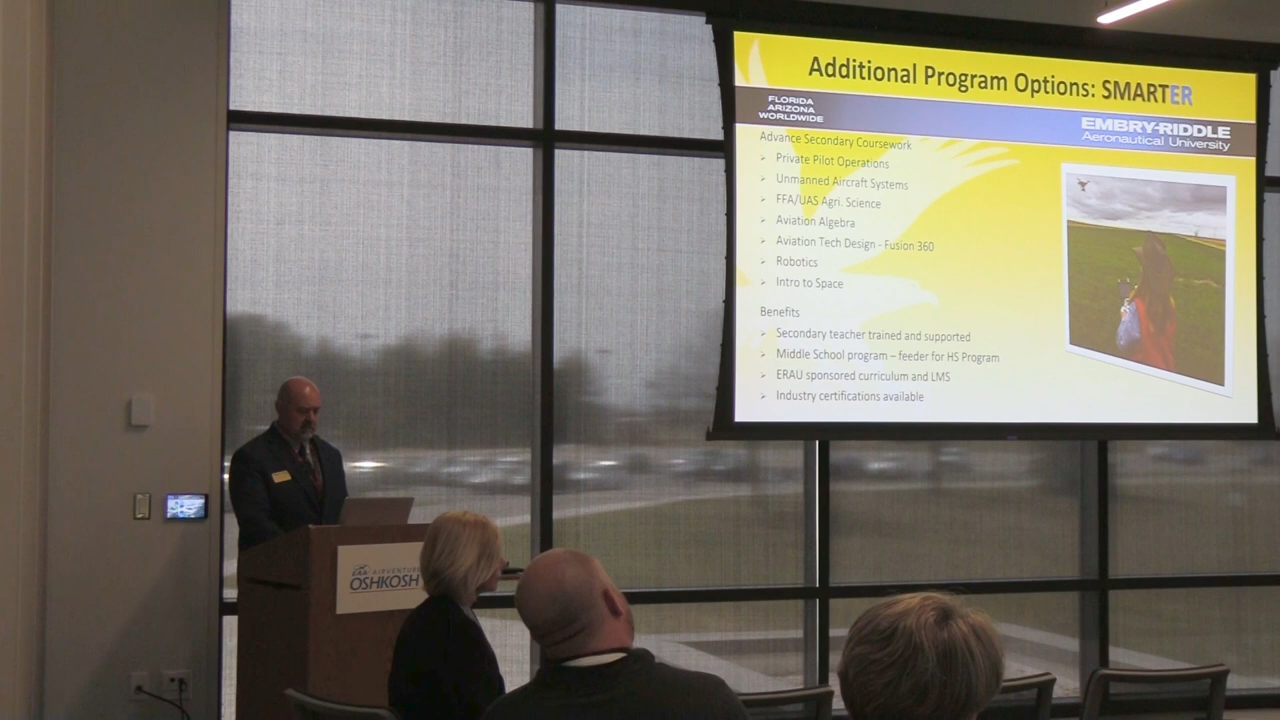 Additional Program Options: SMARTER
FLORIDA
ARIZONA
WORLDWIDE
EMBRY-RIDDLE
Aeronautical University
Advance Secondary Coursework
Private Pilot Operations
Unmanned Aircraft Systems
FFA/UAS Agri. Science
Aviation Algebra
Aviation Tech Design - Fusion 360
Robotics
Intro to Space
Benefits
Secondary teacher trained and supported
Middle School program – feeder for HS Program
ERAU sponsored curriculum and LMS
Industry certifications available
EAA AIRVENTURE
OSHKOSH